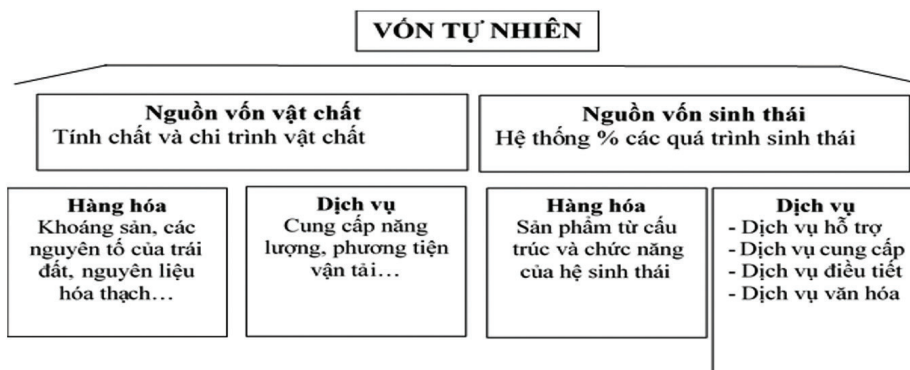 VỐN TỰ NHIÊN
Nguồn vốn vật chất
Tính chất và chi trình vật chất
Nguồn vốn sinh thái
Hệ thống % các quá trình sinh thái
Hàng hóa
Khoáng sản, các
nguyên tố của trái
đất, nguyên liệu
hóa thạch…
Dịch vụ
Cung cấp năng
lượng, phương tiện
vận tải…
Hàng hóa
Sản phẩm từ cấu
trúc và chức năng
của hệ sinh thái
Dịch vụ
- Dịch vụ hỗ trợ
- Dịch vụ cung cấp
- Dịch vụ điều tiết
- Dịch vụ văn hóa